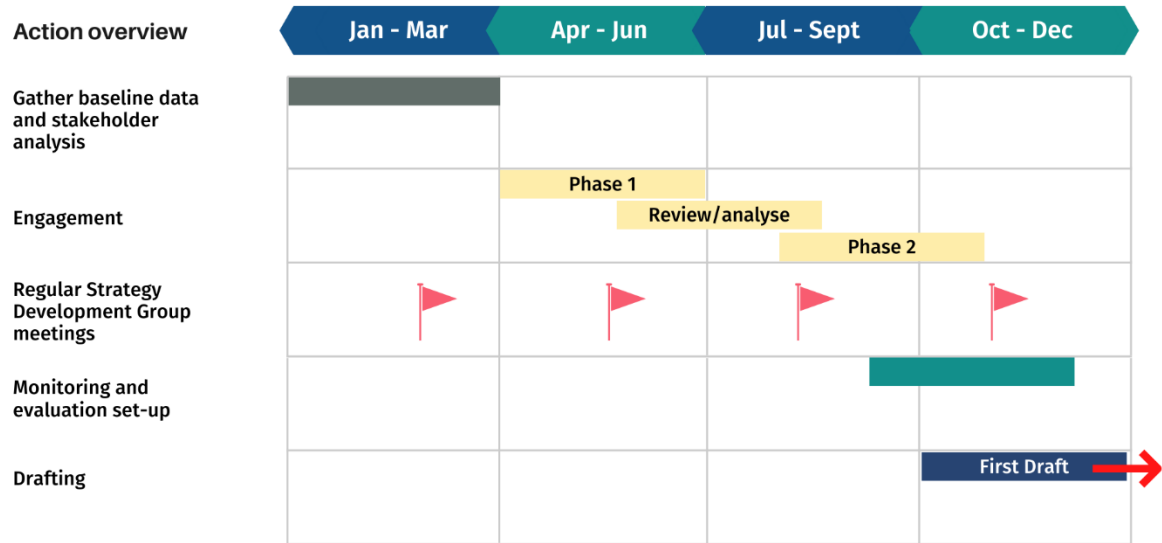 Action overview
Jan - Mar
Apr - Jun
Jul - Sept
Oct - Dec
Gather baseline data
and stakeholder
analysis
Phase 1
Engagement
Review/analyse
Phase 2
Regular Strategy
Development Group
meetings
Monitoring and
evaluation set-up
Drafting
First Draft